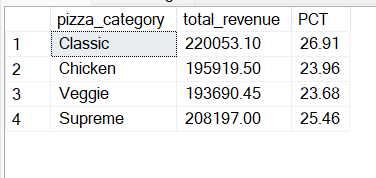 pizza_category total_revenue PCT
1 Classic 220053.10 26.91
2 Chicken 195919.50 23.96
3 Veggie 193690.45 23.68
4 Supreme 208197.00 25.46